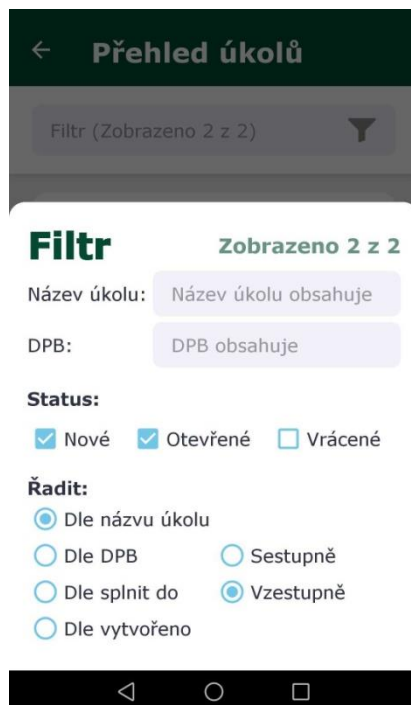 Přehled úkolů
Filtr (Zobrazeno 2 z 2)
Filtr Zobrazeno 2 z 2
Název úkolu: Název úkolu obsahuje
DPB: DPB obsahuje
Status:
Nové Otevřené Vrácené
Řadit:
Dle názvu úkolu
Dle DPB Sestupně
Dle splnit do Vzestupně
Dle vytvořeno